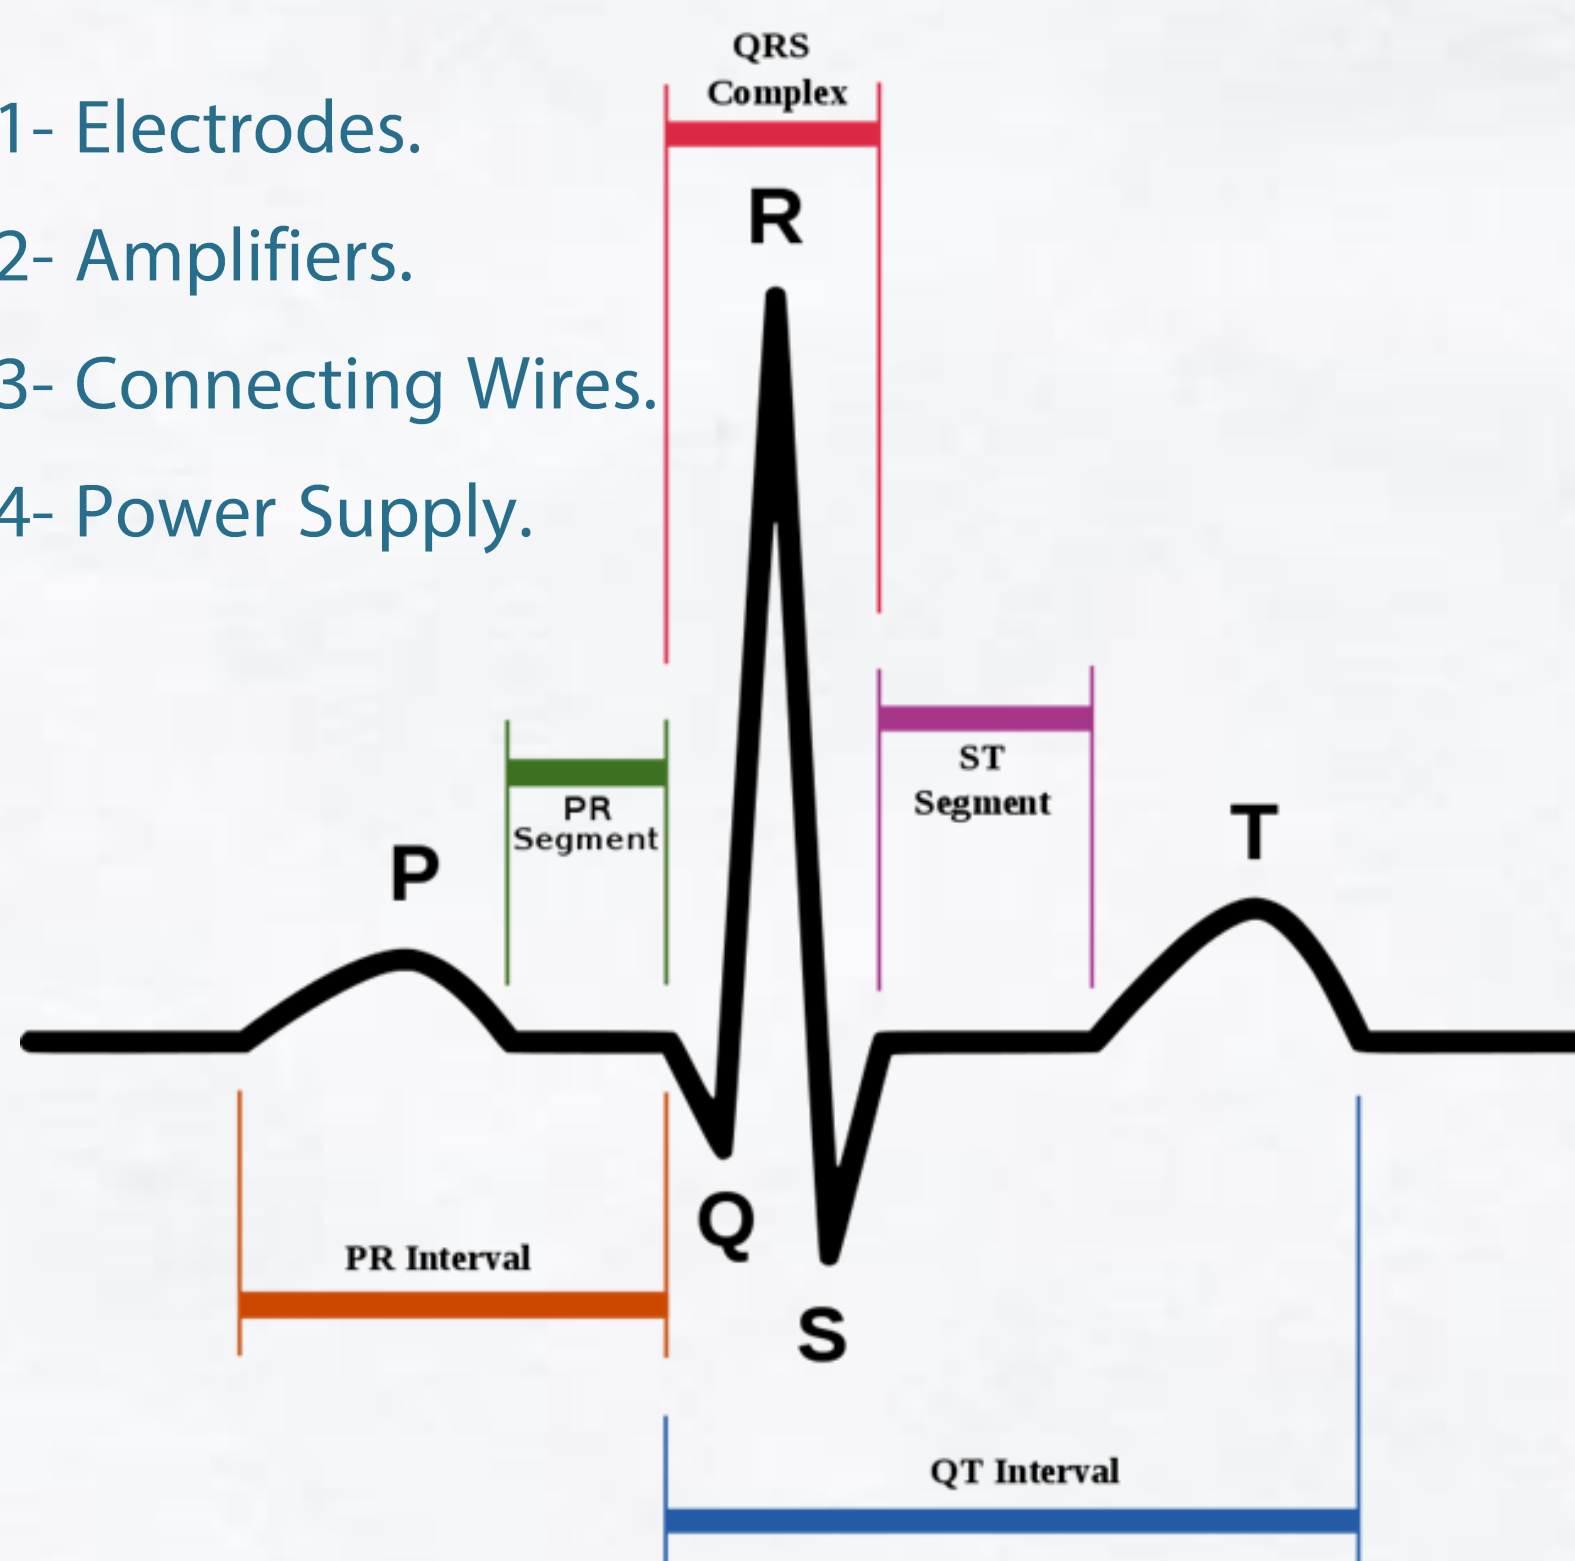 QRS
Complex
1- Electrodes.
2- Amplifiers.
3- Connecting Wires.
4- Power Supply.
R
ST
Segment
PR
Segment
P
T
Q
PR Interval
S
QT Interval